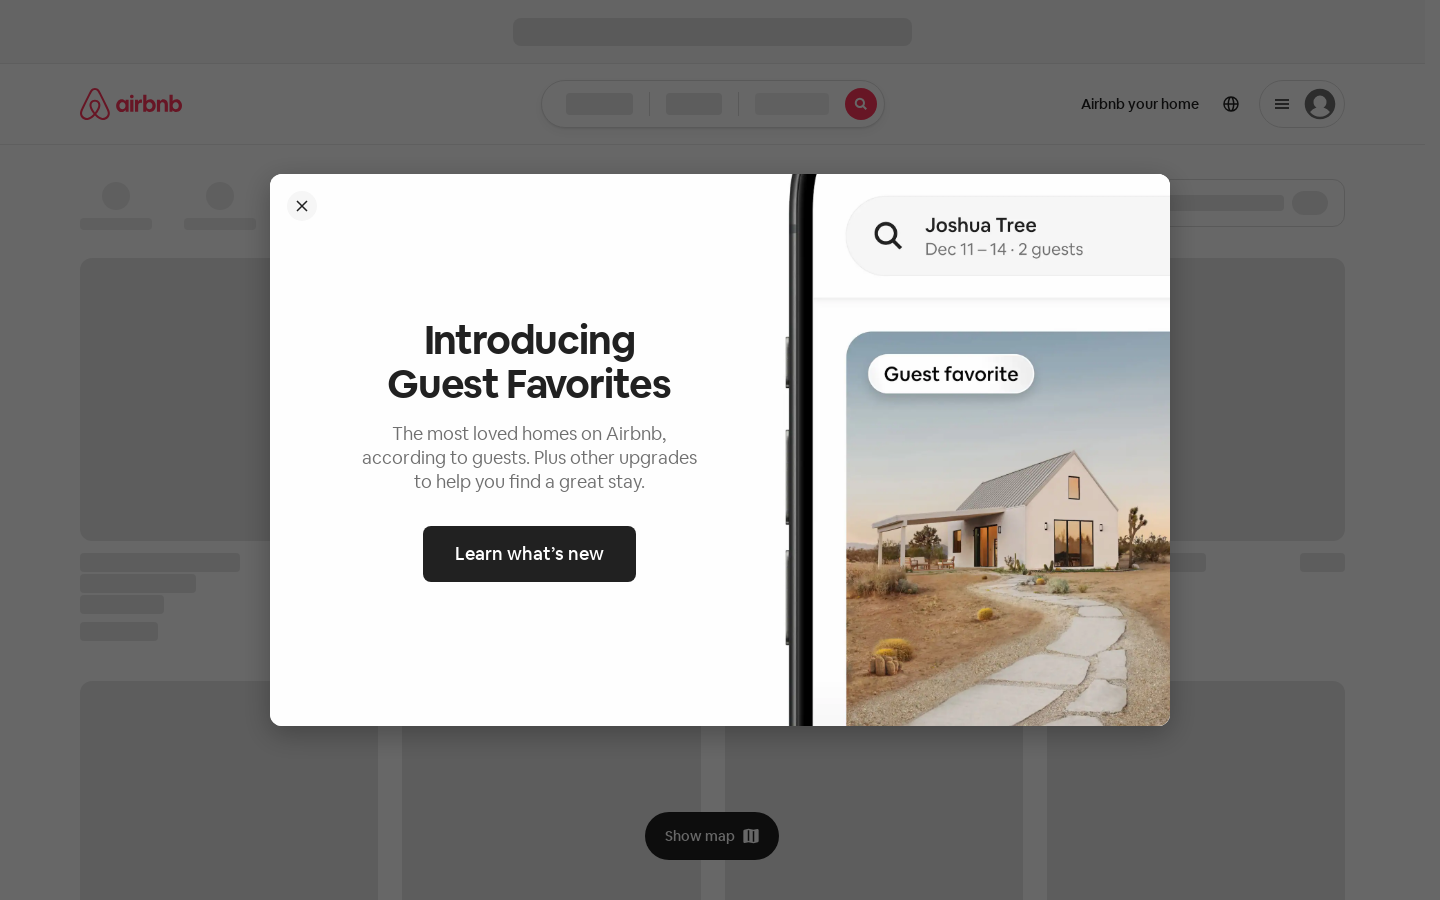 airbnb
Airbnb your home
Joshua Tree
Dec 11 – 14 · 2 guests
Guest favorite
Introducing
Guest Favorites
The most loved homes on Airbnb,
according to guests. Plus other upgrades
to help you find a great stay.
Learn what’s new
Show map